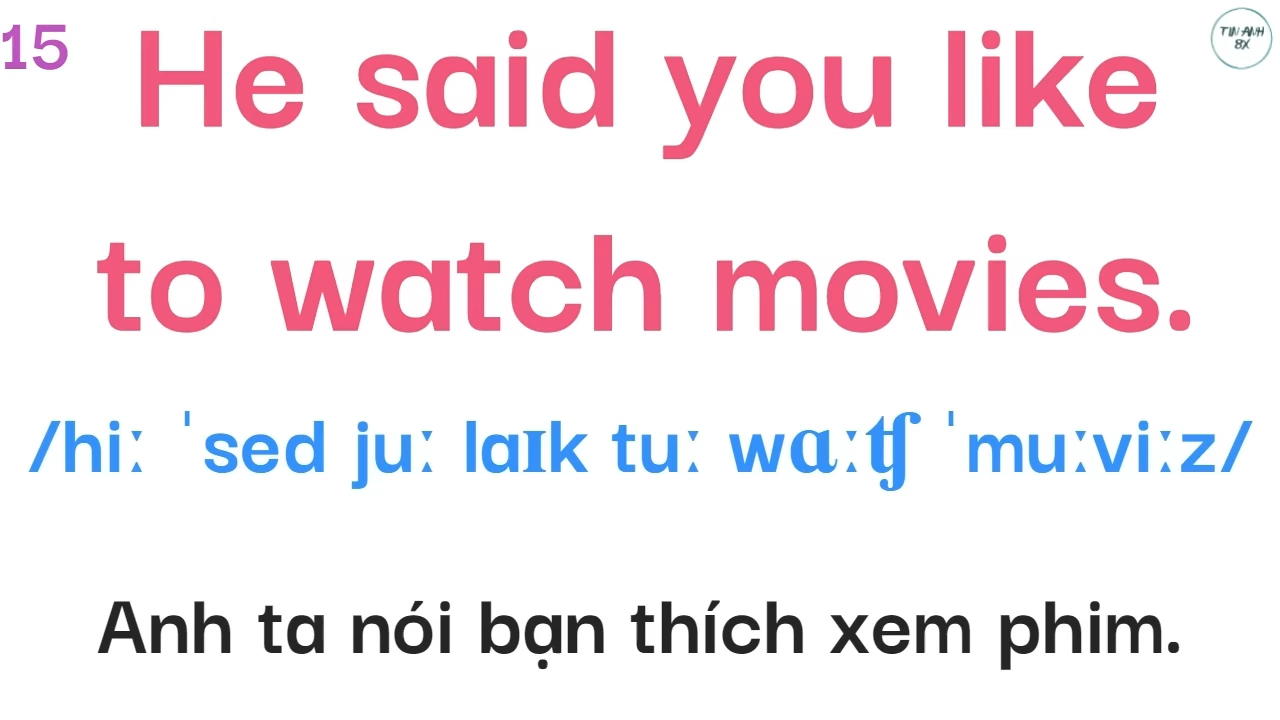 15
He said you like
TIN ANH
8X
to watch movies.
/hiː ˈsed juː laɪk tuː wɑːʧ ˈmuːviːz/
Anh ta nói bạn thích xem phim.